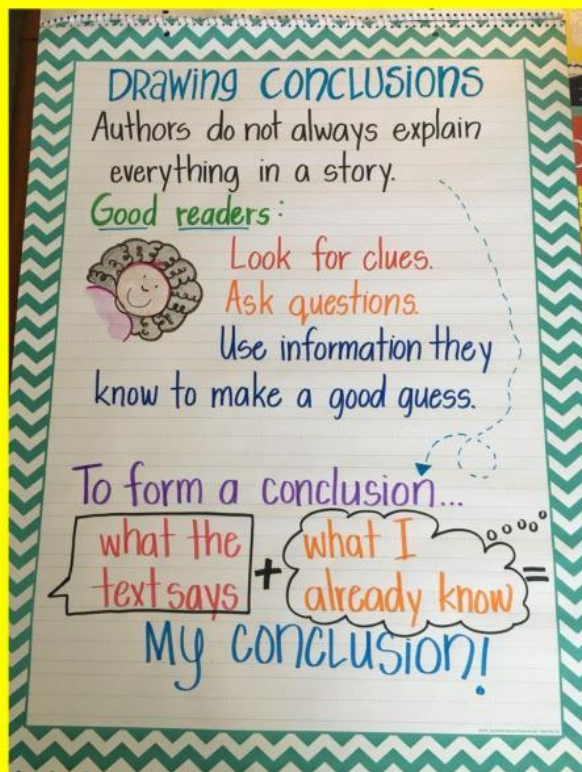 Drawing Conclusions
Authors do not always explain
everything in a story.
Good readers:
Look for clues.
Ask questions.
Use information they
know to make a good guess.
To form a conclusion...
what the
text says
+
what I
already know
=
My conclusion!